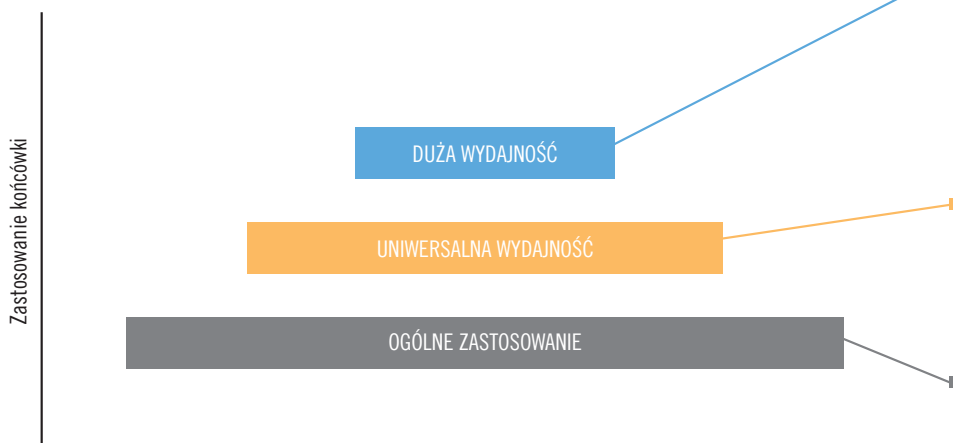 Zastosowanie końcówki
DUŻA WYDAJNOŚĆ
UNIWERSALNA WYDAJNOŚĆ
OGÓLNE ZASTOSOWANIE